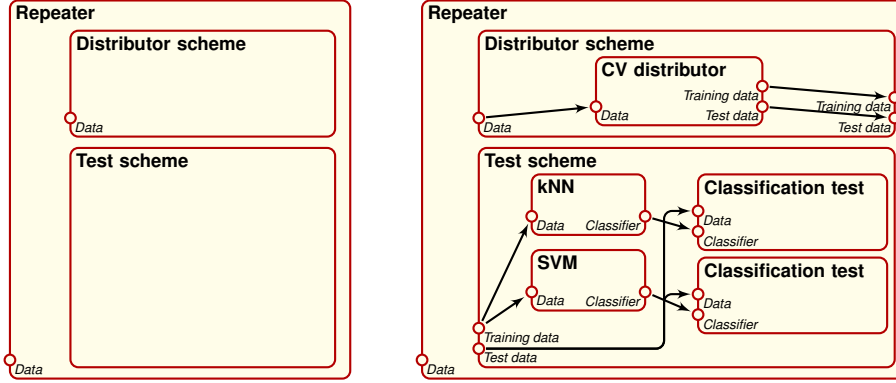 Repeater
Distributor scheme
Data
Test scheme
Data
Repeater
Distributor scheme
CV distributor
Training data
Data
Test data
Training data
Data
Test data
Test scheme
kNN
Data
Classifier
Classification test
Data
Classifier
SVM
Data
Classifier
Classification test
Data
Classifier
Training data
Test data
Data